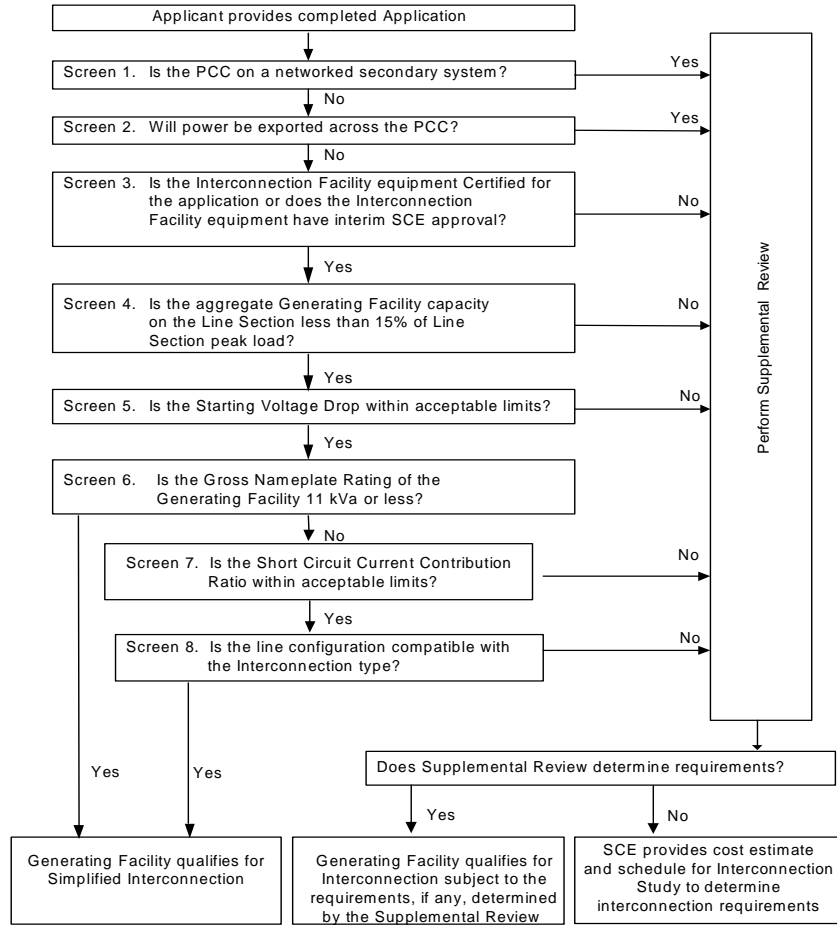 Applicant provides completed Application
Screen 1. Is the PCC on a networked secondary system?
Yes
No
Screen 2. Will power be exported across the PCC?
Yes
No
Screen 3. Is the Interconnection Facility equipment Certified for
the application or does the Interconnection
Facility equipment have interim SCE approval?
No
Yes
Screen 4. Is the aggregate Generating Facility capacity
on the Line Section less than 15% of Line
Section peak load?
No
Yes
Screen 5. Is the Starting Voltage Drop within acceptable limits?
No
Yes
Screen 6. Is the Gross Nameplate Rating of the
Generating Facility 11 kVa or less?
No
Screen 7. Is the Short Circuit Current Contribution
Ratio within acceptable limits?
No
Yes
Screen 8. Is the line configuration compatible with
the Interconnection type?
No
Perform Supplemental Review
Yes
Yes
Does Supplemental Review determine requirements?
Yes
No
Generating Facility qualifies for
Simplified Interconnection
Generating Facility qualifies for
Interconnection subject to the
requirements, if any, determined
by the Supplemental Review
SCE provides cost estimate
and schedule for Interconnection
Study to determine
interconnection requirements